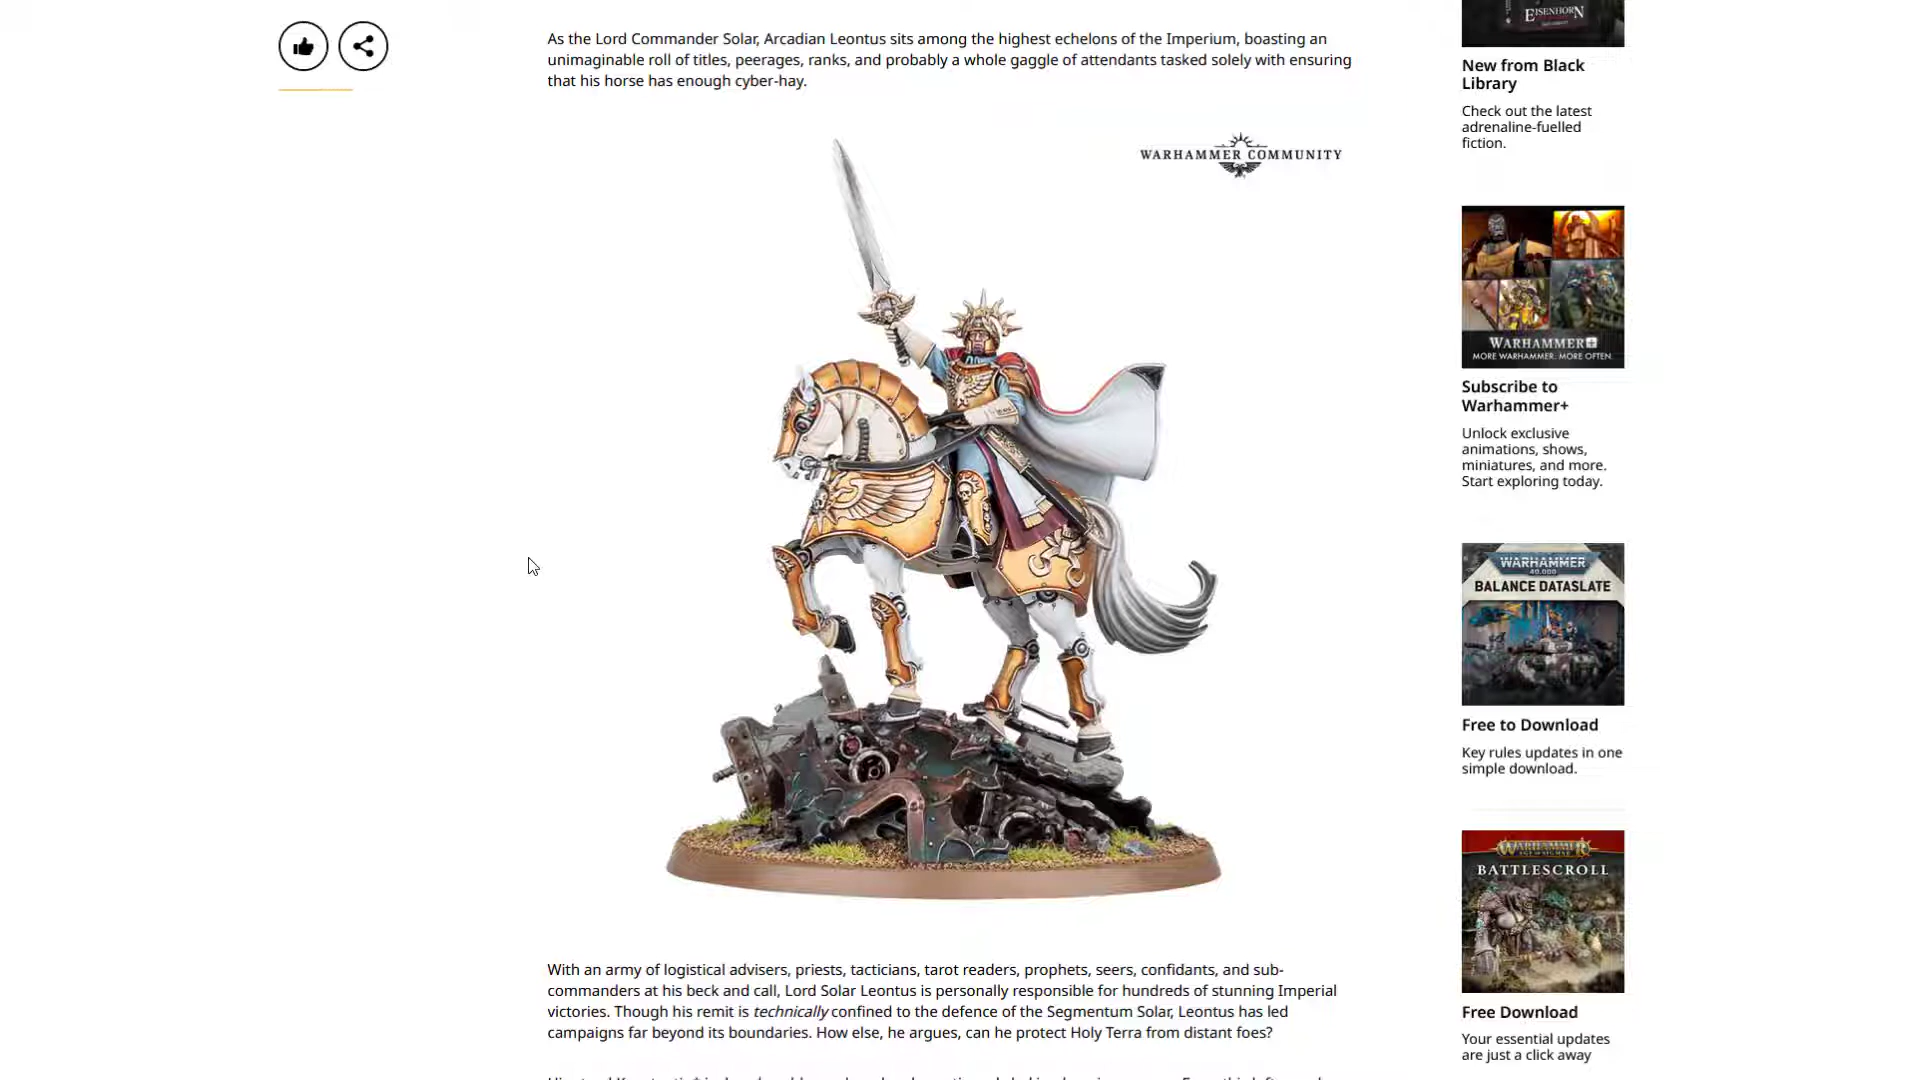 As the Lord Commander Solar, Arcadian Leontus sits among the highest echelons of the Imperium, boasting an
unimaginable roll of titles, peerages, ranks, and probably a whole gaggle of attendants tasked solely with ensuring
that his horse has enough cyber-hay.
WARHAMMER COMMUNITY
With an army of logistical advisers, priests, tacticians, tarot readers, prophets, seers, confidants, and sub-
commanders at his beck and call, Lord Solar Leontus is personally responsible for hundreds of stunning Imperial
victories. Though his remit is technically confined to the defence of the Segmentum Solar, Leontus has led
campaigns far beyond its boundaries. How else, he argues, can he protect Holy Terra from distant foes?
EISENHORN
New from Black
Library
Check out the latest
adrenaline-fuelled
fiction.
WARHAMMER+
MORE WARHAMMER. MORE OFTEN.
Subscribe to
Warhammer+
Unlock exclusive
animations, shows,
miniatures, and more.
Start exploring today.
WARHAMMER
40,000
BALANCE DATASLATE
Free to Download
Key rules updates in one
simple download.
WARHAMMER
AGE OF SIGMAR
BATTLESCROLL
Free Download
Your essential updates
are just a click away